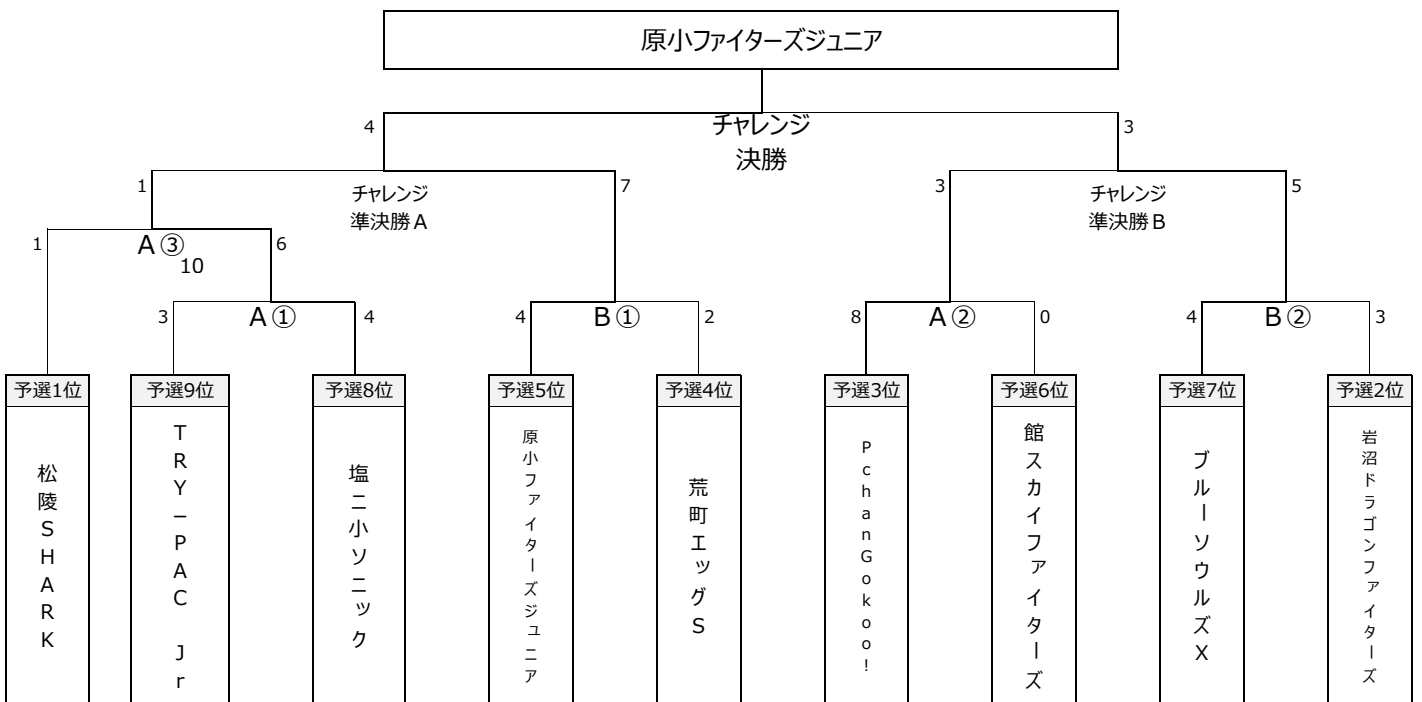 原小ファイターズジュニア
4
チャレンジ
決勝
3
1
チャレンジ
準決勝A
7
3
チャレンジ
準決勝B
5
1
A③
10
6
3
A①
4
4
B①
2
8
A②
0
4
B②
3
予選1位
予選9位
予選8位
予選5位
予選4位
予選3位
予選6位
予選7位
予選2位
松陵SHARK
TRY−PAC Jr
塩二小ソニック
原小ファイターズジュニア
荒町エッグS
PchanGokoo!
館スカイファイターズ
ブルーソウルズX
岩沼ドラゴンファイターズ